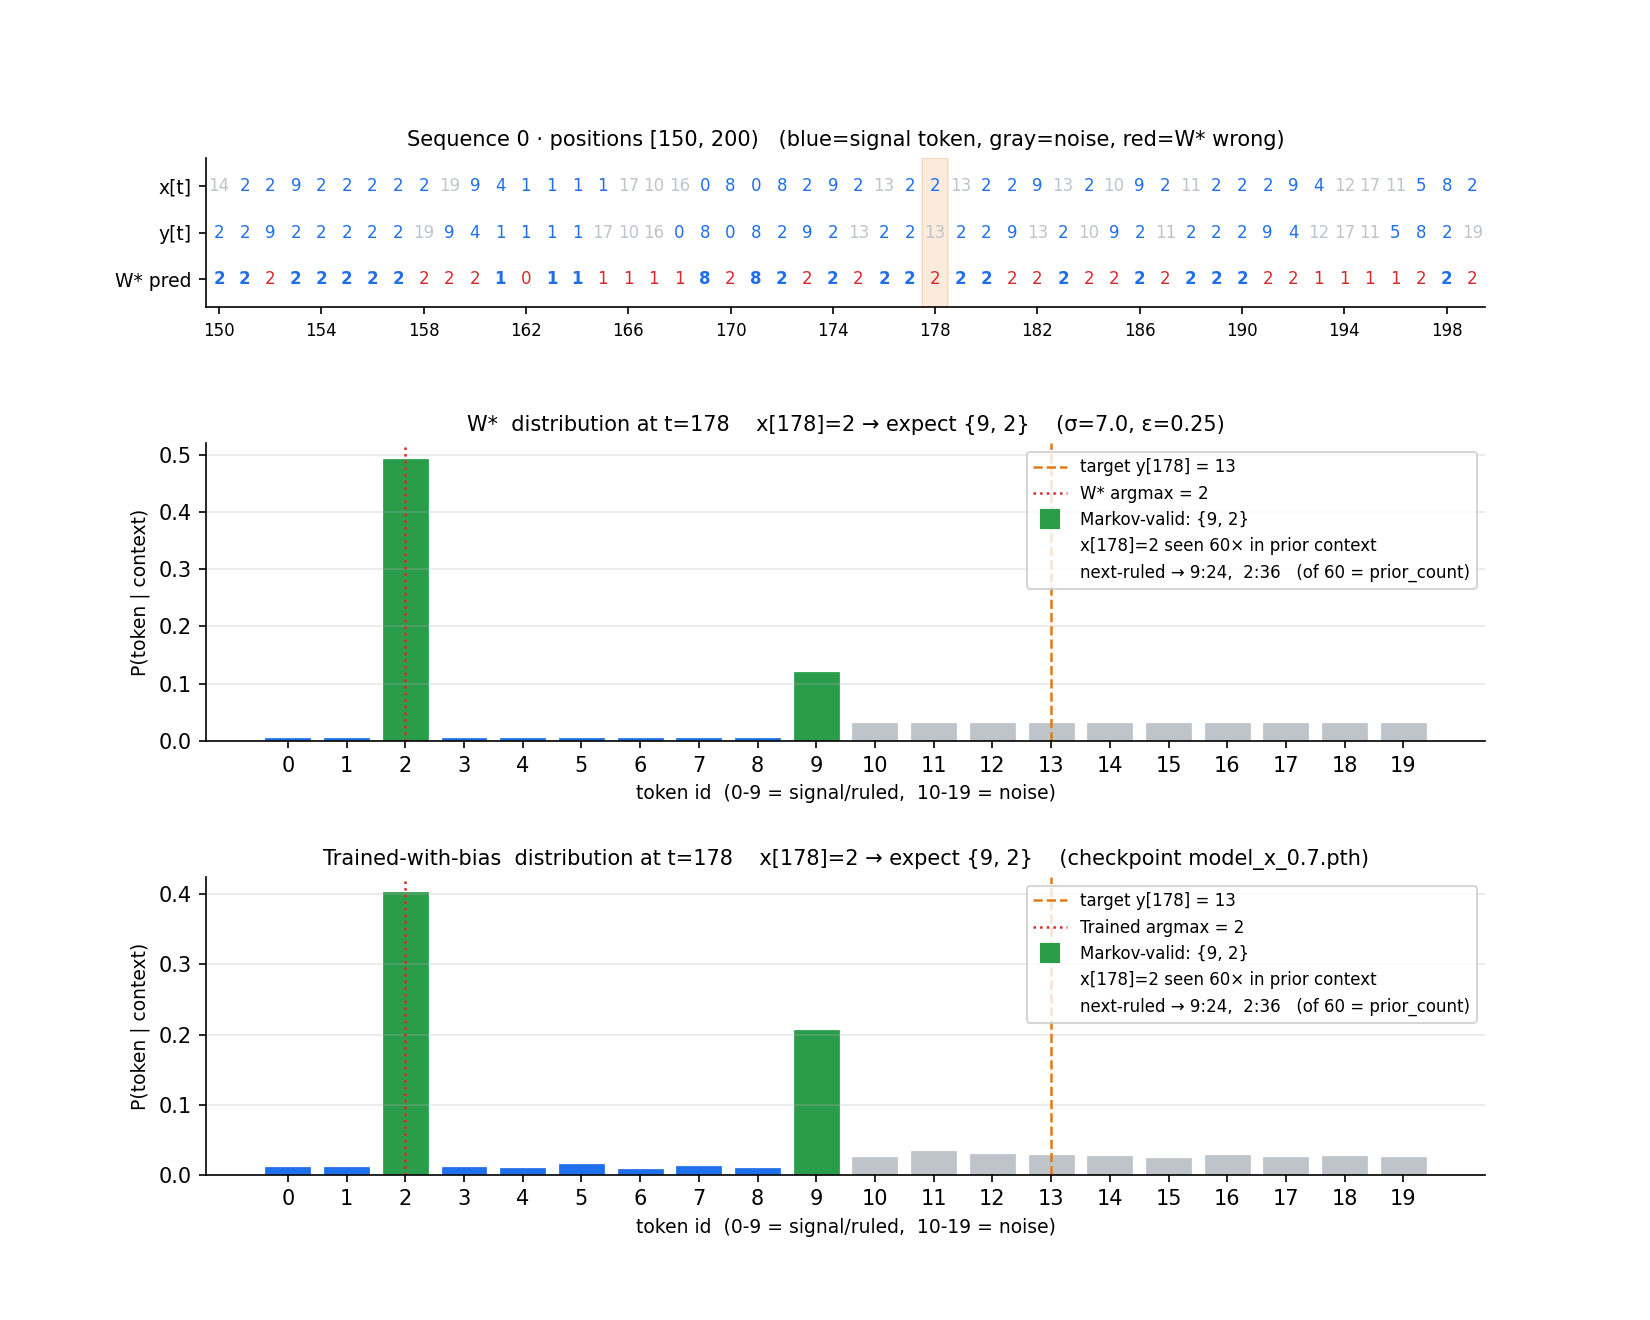 Sequence 0 · positions [150, 200)   (blue=signal token, gray=noise, red=W* wrong)
x[t] 14 2 2 9 2 2 2 2 2 19 9 4 1 1 1 1 17 10 16 0 8 0 8 2 9 2 13 2 2 13 2 2 9 13 2 10 9 2 11 2 2 2 9 4 12 17 11 5 8 2
y[t] 2 2 9 2 2 2 2 2 19 9 4 1 1 1 1 17 10 16 0 8 0 8 2 9 2 13 2 2 13 2 2 9 13 2 10 9 2 11 2 2 2 9 4 12 17 11 5 8 2 19
W* pred 2 2 2 2 2 2 2 2 2 2 2 1 0 1 1 1 1 1 1 8 2 8 2 2 2 2 2 2 2 2 2 2 2 2 2 2 2 2 2 2 2 2 2 1 1 1 1 2 2 2
150 154 158 162 166 170 174 178 182 186 190 194 198
W*  distribution at t=178    x[178]=2 → expect {9, 2}    (σ=7.0, ε=0.25)
P(token | context)
0.5
0.4
0.3
0.2
0.1
0.0
target y[178] = 13
W* argmax = 2
Markov-valid: {9, 2}
x[178]=2 seen 60× in prior context
next-ruled → 9:24,  2:36   (of 60 = prior_count)
0 1 2 3 4 5 6 7 8 9 10 11 12 13 14 15 16 17 18 19
token id  (0-9 = signal/ruled,  10-19 = noise)
Trained-with-bias  distribution at t=178    x[178]=2 → expect {9, 2}    (checkpoint model_x_0.7.pth)
P(token | context)
0.4
0.3
0.2
0.1
0.0
target y[178] = 13
Trained argmax = 2
Markov-valid: {9, 2}
x[178]=2 seen 60× in prior context
next-ruled → 9:24,  2:36   (of 60 = prior_count)
0 1 2 3 4 5 6 7 8 9 10 11 12 13 14 15 16 17 18 19
token id  (0-9 = signal/ruled,  10-19 = noise)